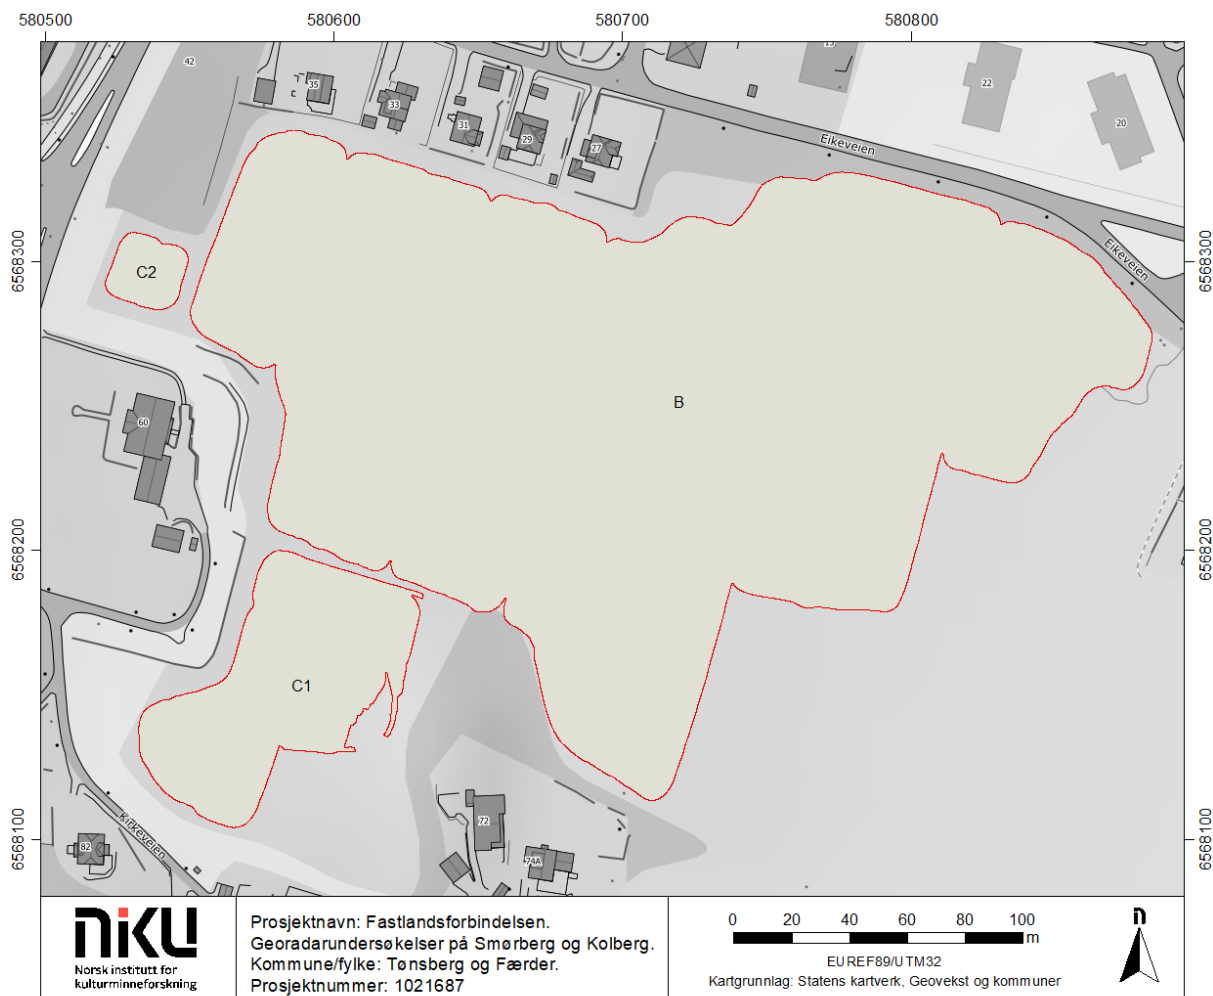 580500 580600 580700 580800
42
35
33
31
29
27
15
22
20
Eikeveien
Eikeveien
6568300
6568300
C2
B
60
6568200
6568200
C1
Kirkeveien
6568100
6568100
82
72
74A
NIKU
Norsk institutt for
kulturminneforskning
Prosjektnavn: Fastlandsforbindelsen.
Georadarundersøkelser på Smørberg og Kolberg.
Kommune/fylke: Tønsberg og Færder.
Prosjektnummer: 1021687
0 20 40 60 80 100
m
EUREF89/UTM32
Kartgrunnlag: Statens kartverk, Geovekst og kommuner
n